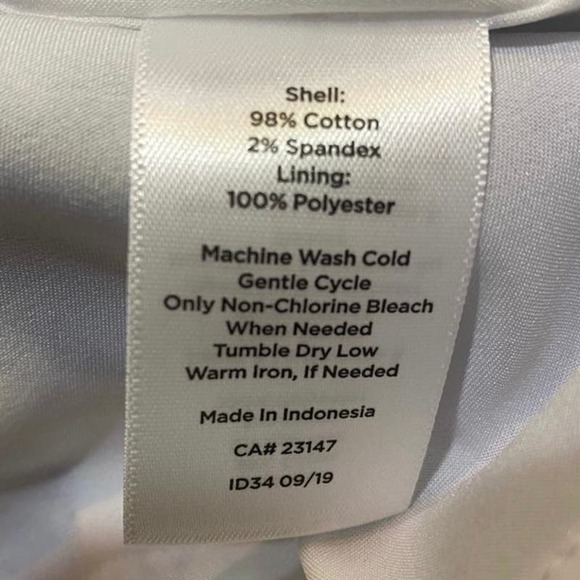 Shell:
98% Cotton
2% Spandex
Lining:
100% Polyester
Machine Wash Cold
Gentle Cycle
Only Non-Chlorine Bleach
When Needed
Tumble Dry Low
Warm Iron, If Needed
Made In Indonesia
CA# 23147
ID34 09/19